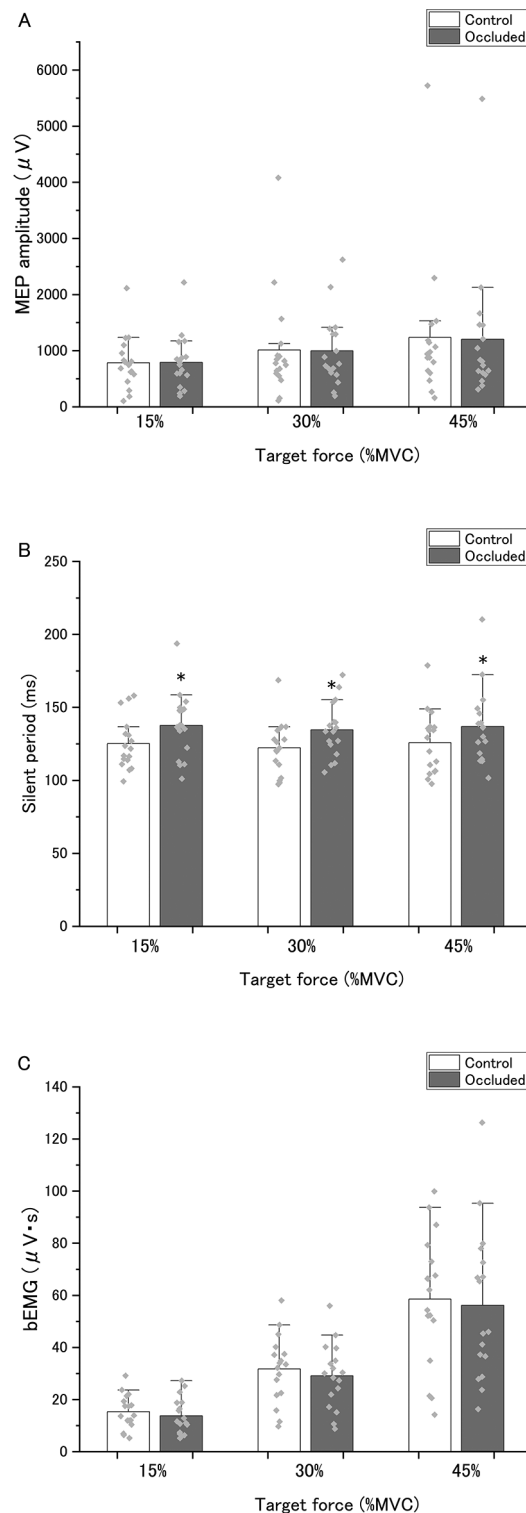 A
Control
Occluded
6000
5000
4000
3000
2000
1000
0
MEP amplitude (μV)
15% 30% 45%
Target force (%MVC)
B
Control
Occluded
250
200
150
100
50
0
Silent period (ms)
* * *
15% 30% 45%
Target force (%MVC)
C
Control
Occluded
140
120
100
80
60
40
20
0
bEMG (μV・s)
15% 30% 45%
Target force (%MVC)